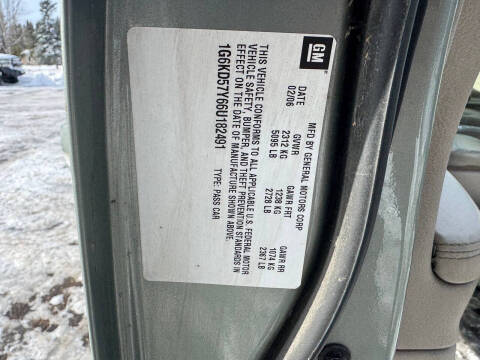 GM
MFD BY GENERAL MOTORS CORP
DATE GVWR GAWR FRT GAWR RR
02/06 2312 KG 1238 KG 1074 KG
5095 LB 2728 LB 2367 LB
THIS VEHICLE CONFORMS TO ALL APPLICABLE U.S. FEDERAL MOTOR
VEHICLE SAFETY, BUMPER, AND THEFT PREVENTION STANDARDS IN
EFFECT ON THE DATE OF MANUFACTURE SHOWN ABOVE.
1G6KD57Y66U182491 TYPE: PASS CAR